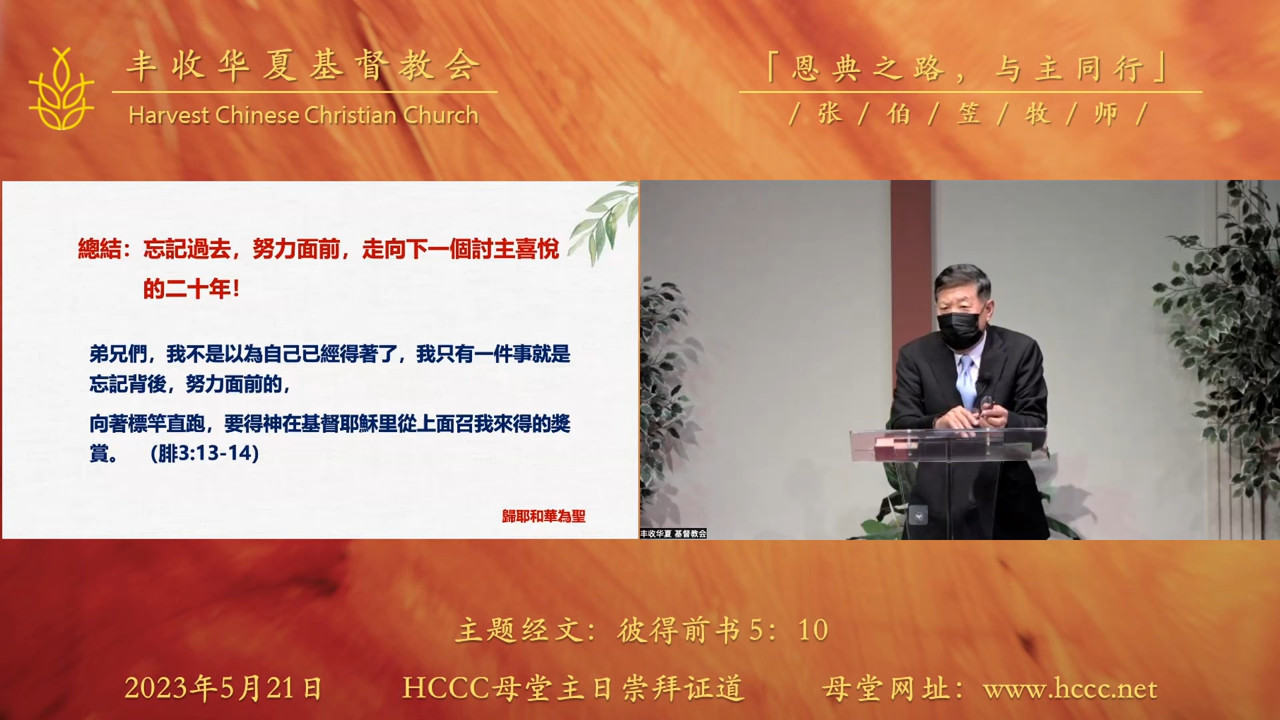 丰收华夏基督教会
Harvest Chinese Christian Church
「恩典之路，与主同行」
/ 张 / 伯 / 笠 / 牧 / 师 /
總結：忘記過去，努力面前，走向下一個討主喜悅
的二十年！
弟兄們，我不是以為自己已經得著了，我只有一件事就是
忘記背後，努力面前的，
向著標竿直跑，要得神在基督耶穌里從上面召我來得的獎
賞。 （腓3:13-14）
歸耶和華為聖
丰收华夏 基督教会
主题经文：彼得前书5：10
2023年5月21日 HCCC母堂主日崇拜证道 母堂网址：www.hccc.net